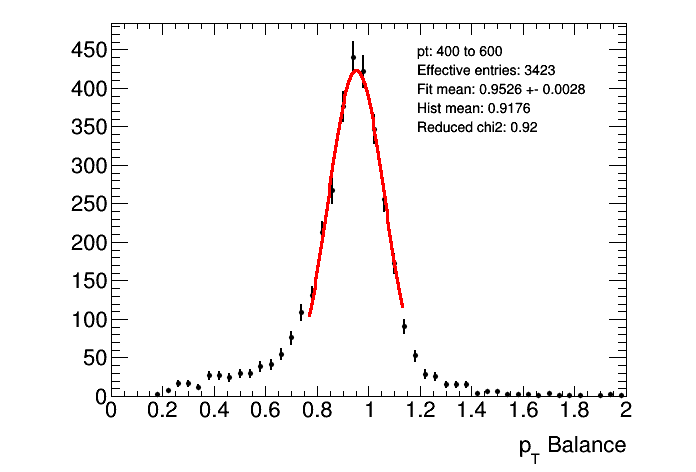 pt: 400 to 600
Effective entries: 3423
Fit mean: 0.9526 +- 0.0028
Hist mean: 0.9176
Reduced chi2: 0.92
450
400
350
300
250
200
150
100
50
0
0 0.2 0.4 0.6 0.8 1 1.2 1.4 1.6 1.8 2
pT Balance